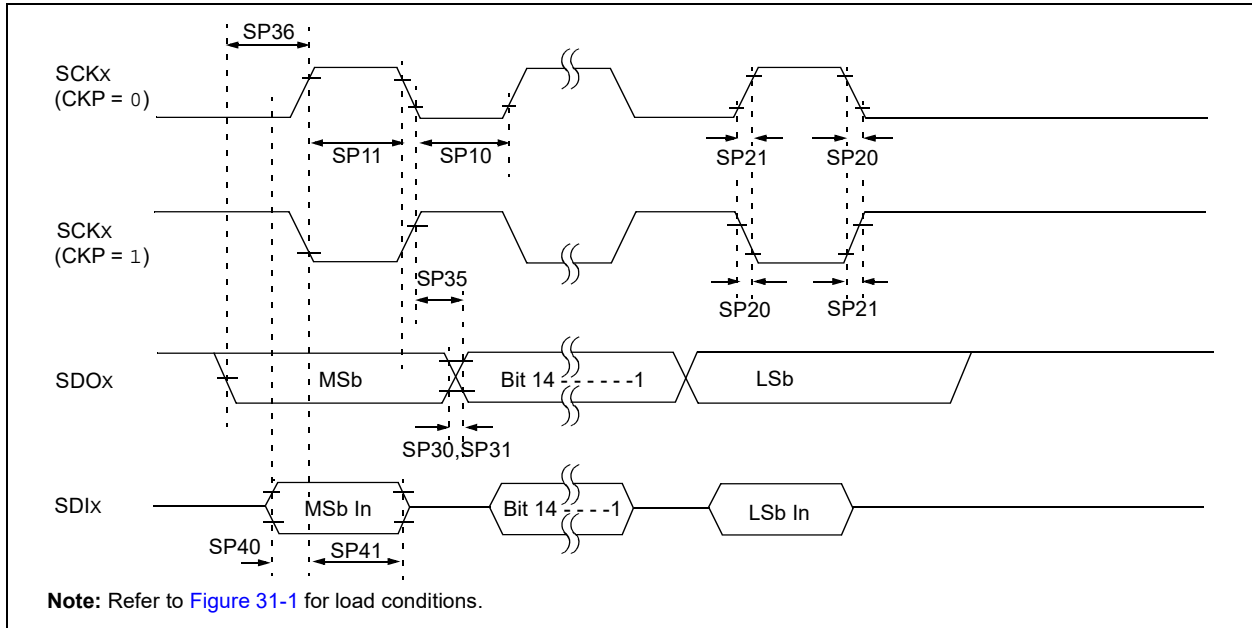 SP36
SCKx
(CKP = 0)
SP11
SP10
SP21
SP20
SCKx
(CKP = 1)
SP35
SP20
SP21
SDOx
MSb
Bit 14 - - - - - -1
LSb
SP30,SP31
SDIx
MSb In
Bit 14 - - - -1
LSb In
SP40
SP41
Note: Refer to Figure 31-1 for load conditions.